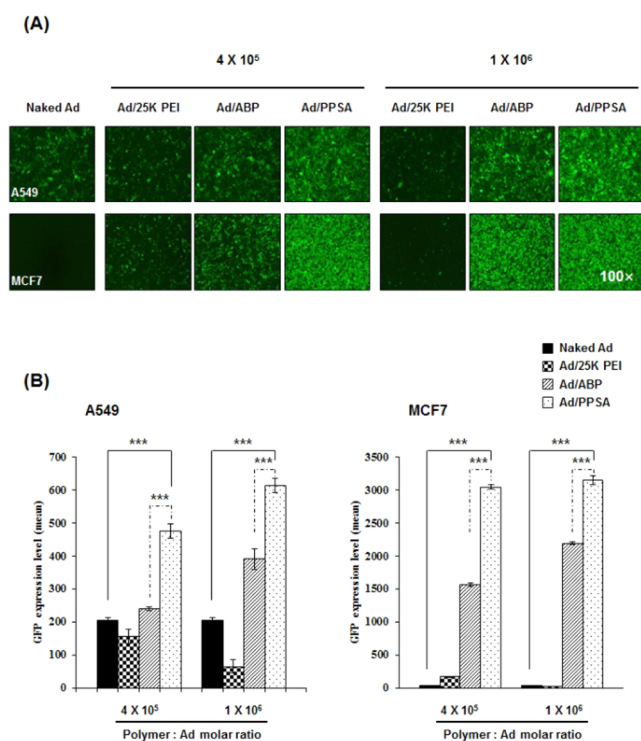 (A)
4 X 10⁵
1 X 10⁶
Naked Ad
Ad/25K PEI
Ad/ABP
Ad/PPSA
Ad/25K PEI
Ad/ABP
Ad/PPSA
A549
MCF7
100×
Naked Ad
Ad/25K PEI
Ad/ABP
Ad/PPSA
(B)
A549
MCF7
700
600
500
400
300
200
100
0
GFP expression level (mean)
***
***
***
***
4 X 10⁵
1 X 10⁶
Polymer : Ad molar ratio
3500
3000
2500
2000
1500
1000
500
0
GFP expression level (mean)
***
***
***
***
4 X 10⁵
1 X 10⁶
Polymer : Ad molar ratio